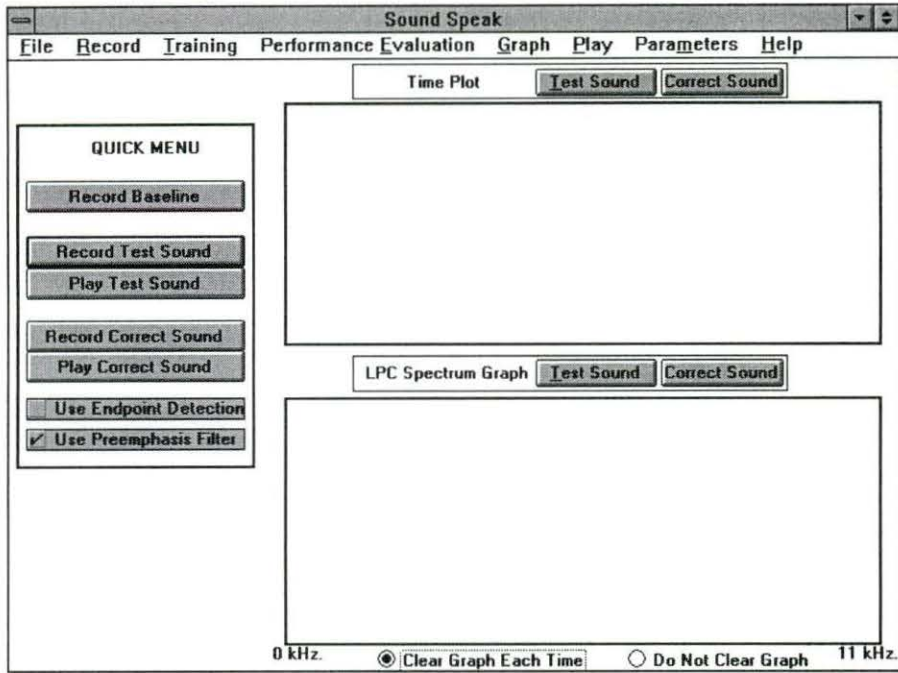 Sound Speak
File Record Training Performance Evaluation Graph Play Parameters Help
Time Plot Test Sound Correct Sound
QUICK MENU
Record Baseline
Record Test Sound
Play Test Sound
Record Correct Sound
Play Correct Sound
Use Endpoint Detection
Use Preemphasis Filter
LPC Spectrum Graph Test Sound Correct Sound
0 kHz. Clear Graph Each Time Do Not Clear Graph 11 kHz.